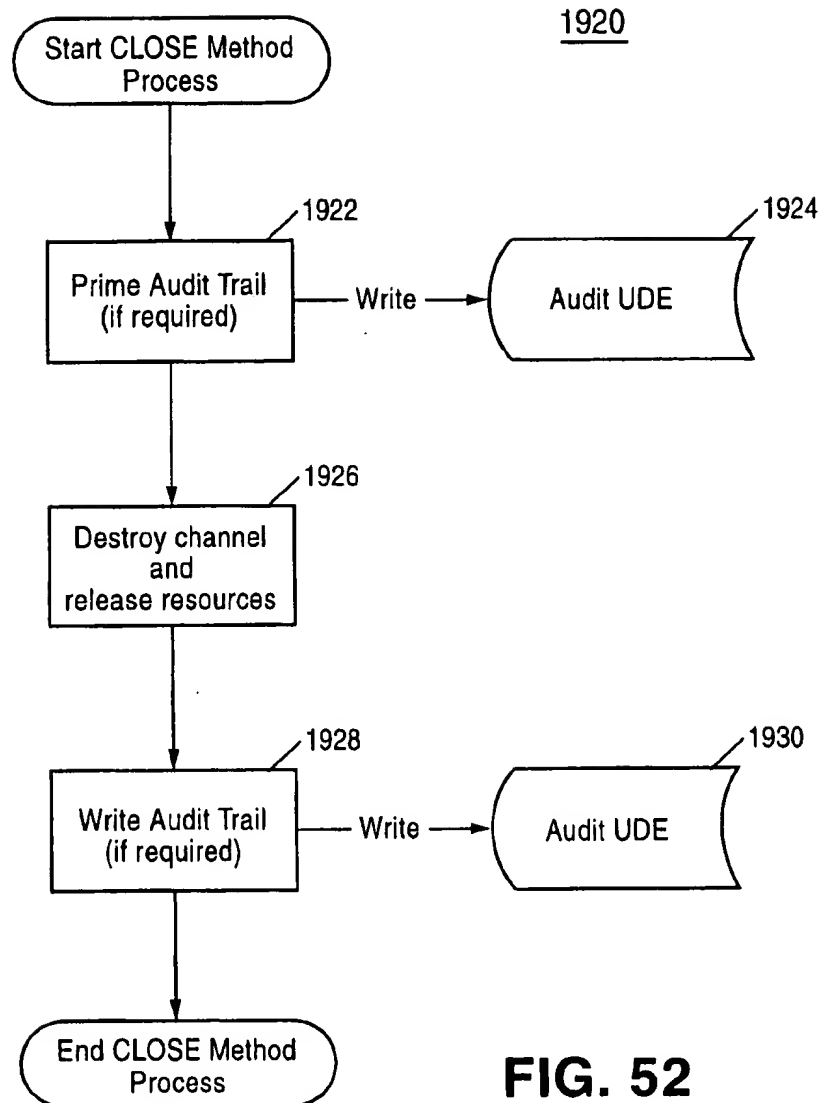 1920
Start CLOSE Method
Process
1922
Prime Audit Trail
(if required)
Write
1924
Audit UDE
1926
Destroy channel
and
release resources
1928
Write Audit Trail
(if required)
Write
1930
Audit UDE
End CLOSE Method
Process
FIG. 52